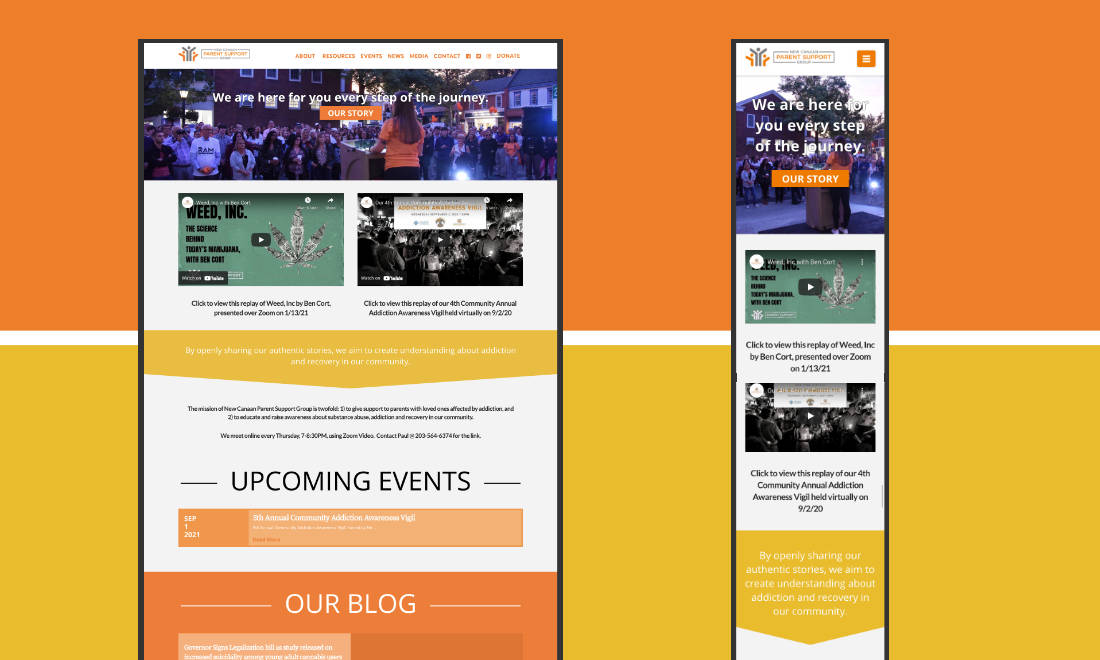 NEW CANAAN
PARENT SUPPORT
GROUP
ABOUT RESOURCES EVENTS NEWS MEDIA CONTACT DONATE
We are here for you every step of the journey.
OUR STORY
RAM
Weed, Inc with Ben Cort
WEED, INC.
THE SCIENCE
BEHIND
TODAY'S MARIJUANA,
WITH BEN CORT
Watch on YouTube
Our 4th
ADDICTION AWARENESS VIGIL
Watch on YouTube
Click to view this replay of Weed, Inc by Ben Cort,
presented over Zoom on 1/13/21
Click to view this replay of our 4th Community Annual
Addiction Awareness Vigil held virtually on 9/2/20
By openly sharing our authentic stories, we aim to create understanding about addiction
and recovery in our community.
The mission of New Canaan Parent Support Group is twofold: 1) to give support to parents with loved ones affected by addiction, and
2) to educate and raise awareness about substance abuse, addiction and recovery in our community.
We meet online every Thursday, 7-8:30PM, using Zoom Video. Contact Paul @ 203-564-6374 for the link.
UPCOMING EVENTS
SEP
1
2021
5th Annual Community Addiction Awareness Vigil
Read More
OUR BLOG
Governor Signs Legalization bill as study released on
increased suicidality among young adult cannabis users
NEW CANAAN
PARENT SUPPORT
GROUP
We are here for
you every step
of the journey.
OUR STORY
Weed, Inc with Ben Cort
WEED, INC.
THE SCIENCE
BEHIND
TODAY'S MARIJUANA,
WITH BEN CORT
Click to view this replay of Weed, Inc
by Ben Cort, presented over Zoom
on 1/13/21
Click to view this replay of our 4th
Community Annual Addiction
Awareness Vigil held virtually on
9/2/20
By openly sharing our
authentic stories, we aim to
create understanding about
addiction and recovery in
our community.